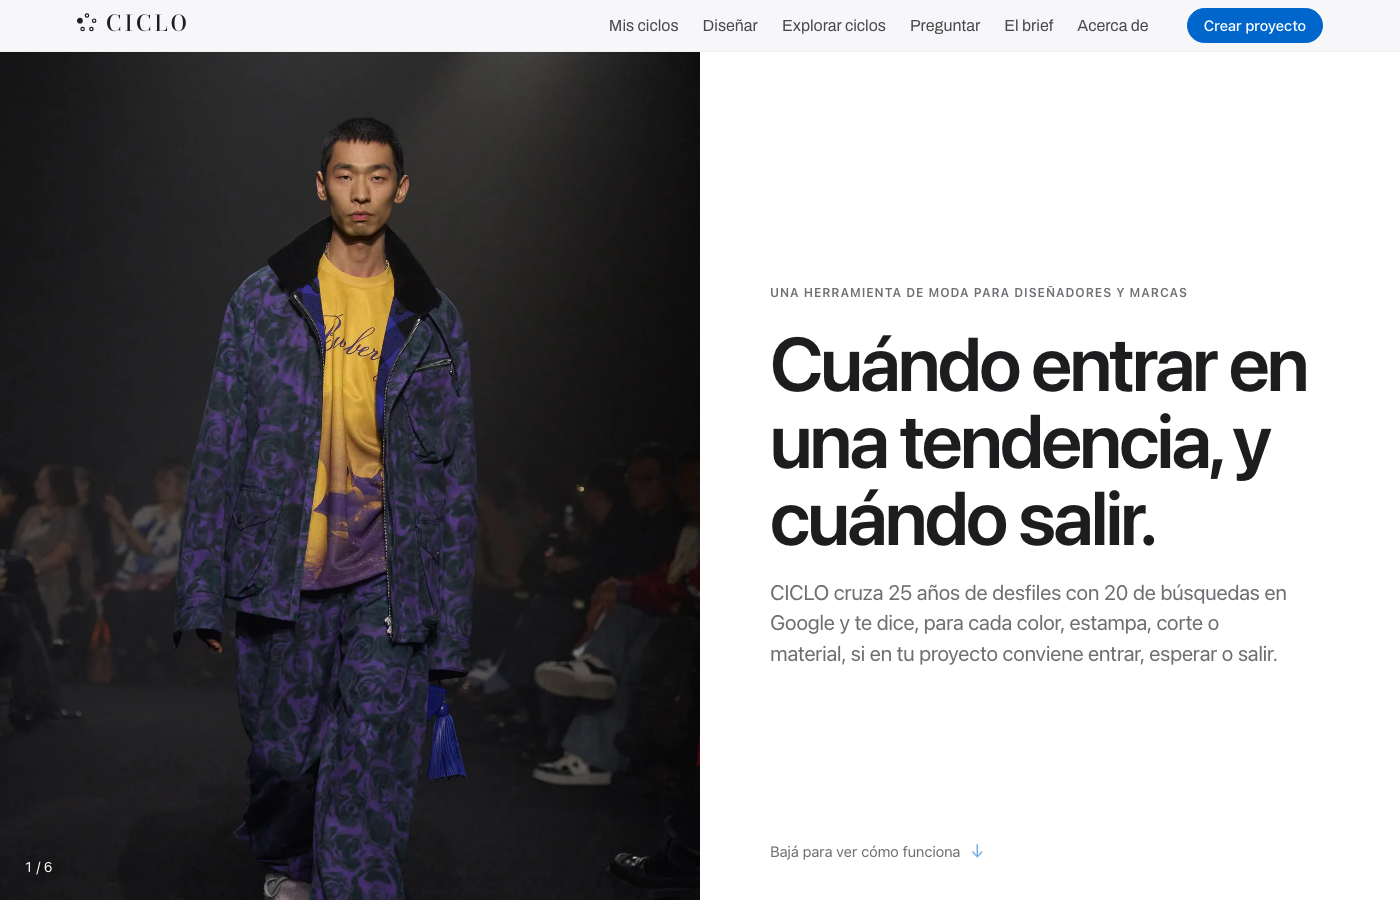 CICLO
Mis ciclos
Diseñar
Explorar ciclos
Preguntar
El brief
Acerca de
Crear proyecto
UNA HERRAMIENTA DE MODA PARA DISEÑADORES Y MARCAS
Cuándo entrar en
una tendencia, y
cuándo salir.
CICLO cruza 25 años de desfiles con 20 de búsquedas en
Google y te dice, para cada color, estampa, corte o
material, si en tu proyecto conviene entrar, esperar o salir.
Bajá para ver cómo funciona
1 / 6